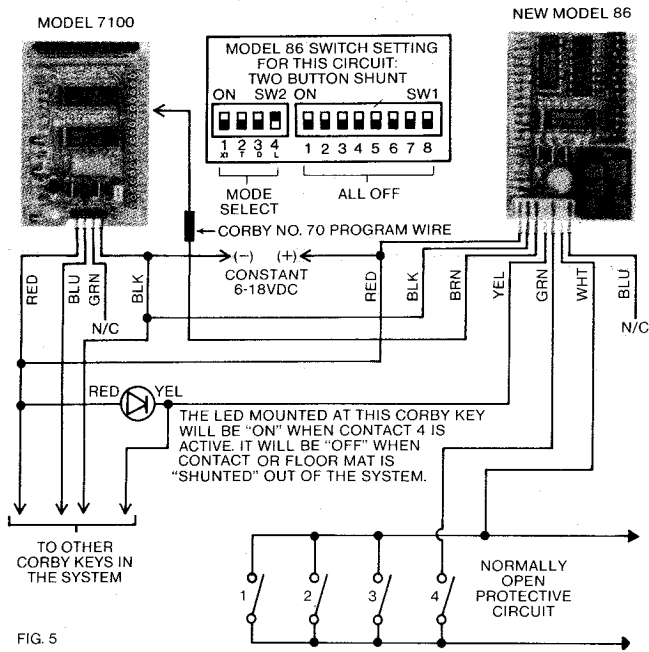 MODEL 7100
NEW MODEL 86
MODEL 86 SWITCH SETTING
FOR THIS CIRCUIT:
TWO BUTTON SHUNT
ON SW2 ON SW1
1 2 3 4 1 2 3 4 5 6 7 8
X1 T D L
MODE
SELECT
ALL OFF
CORBY NO. 70 PROGRAM WIRE
(-) (+)
CONSTANT
6-18VDC
RED
BLU
GRN
BLK
N/C
RED
BLK
BRN
YEL
GRN
WHT
BLU
N/C
RED YEL
THE LED MOUNTED AT THIS CORBY KEY
WILL BE "ON" WHEN CONTACT 4 IS
ACTIVE. IT WILL BE "OFF" WHEN
CONTACT OR FLOOR MAT IS
"SHUNTED" OUT OF THE SYSTEM.
TO OTHER
CORBY KEYS IN
THE SYSTEM
1 2 3 4
NORMALLY
OPEN
PROTECTIVE
CIRCUIT
FIG. 5